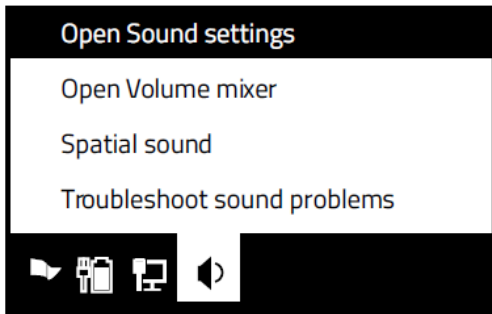 Open Sound settings
Open Volume mixer
Spatial sound
Troubleshoot sound problems